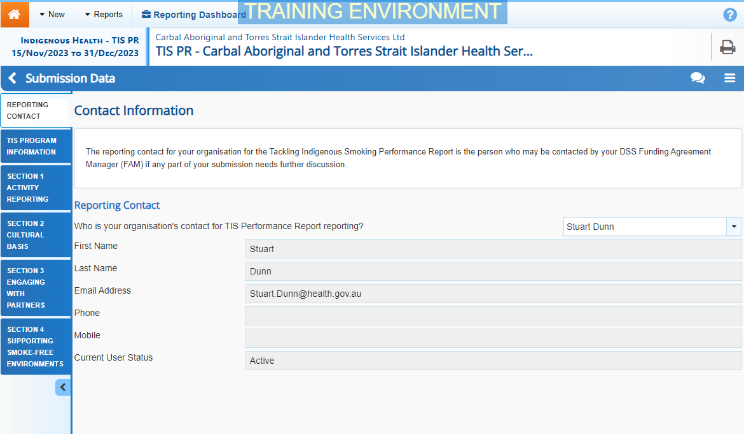 New
Reports
Reporting Dashboard
TRAINING ENVIRONMENT
?
INDIGENOUS HEALTH - TIS PR
15/NOV/2023 TO 31/DEC/2023
Carbal Aboriginal and Torres Strait Islander Health Services Ltd
TIS PR - Carbal Aboriginal and Torres Strait Islander Health Ser...
Submission Data
REPORTING
CONTACT
TIS PROGRAM
INFORMATION
SECTION 1
ACTIVITY
REPORTING
SECTION 2
CULTURAL
BASIS
SECTION 3
ENGAGING
WITH
PARTNERS
SECTION 4
SUPPORTING
SMOKE-FREE
ENVIRONMENTS
Contact Information
The reporting contact for your organisation for the Tackling Indigenous Smoking Performance Report is the person who may be contacted by your DSS Funding Agreement
Manager (FAM) if any part of your submission needs further discussion.
Reporting Contact
Who is your organisation's contact for TIS Performance Report reporting?
Stuart Dunn
First Name
Stuart
Last Name
Dunn
Email Address
Stuart.Dunn@health.gov.au
Phone
Mobile
Current User Status
Active